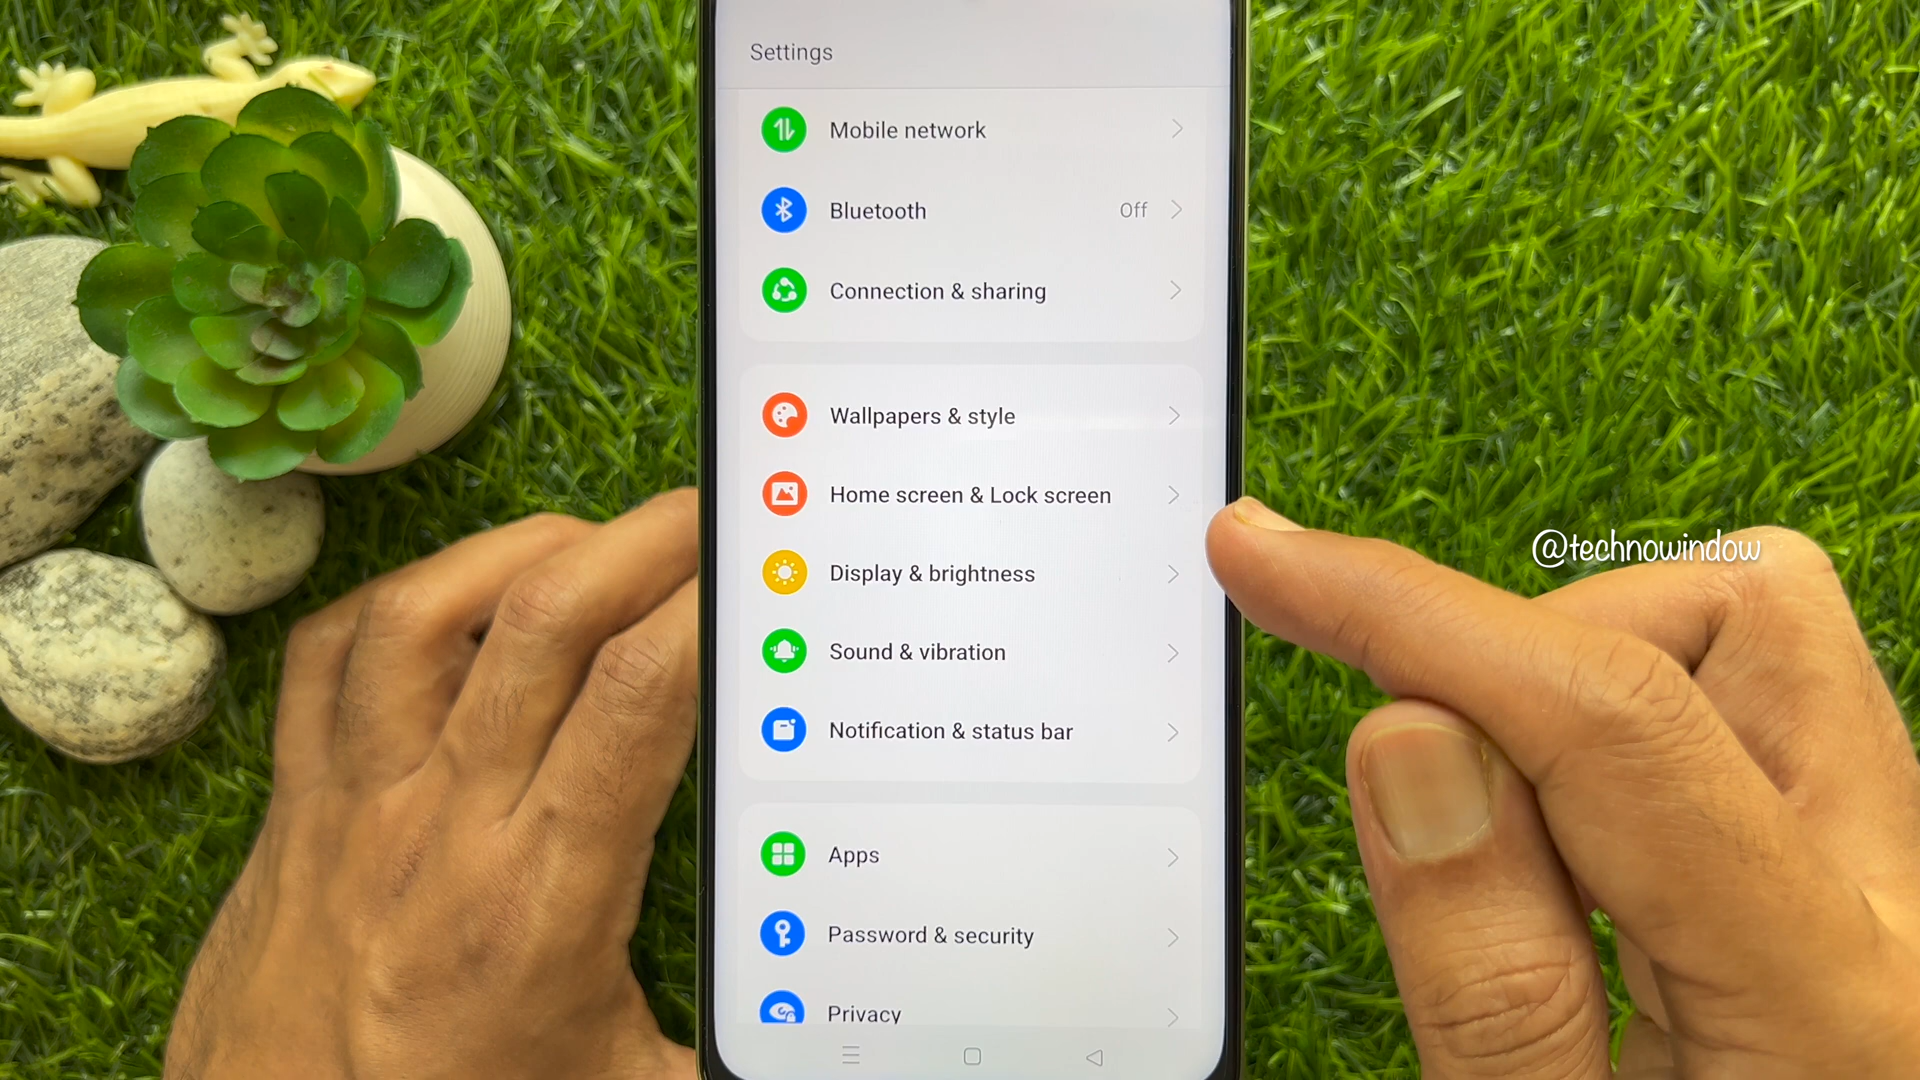 Settings
Mobile network
Bluetooth Off
Connection & sharing
Wallpapers & style
Home screen & Lock screen
@technowindow
Display & brightness
Sound & vibration
Notification & status bar
Apps
Password & security
Privacy